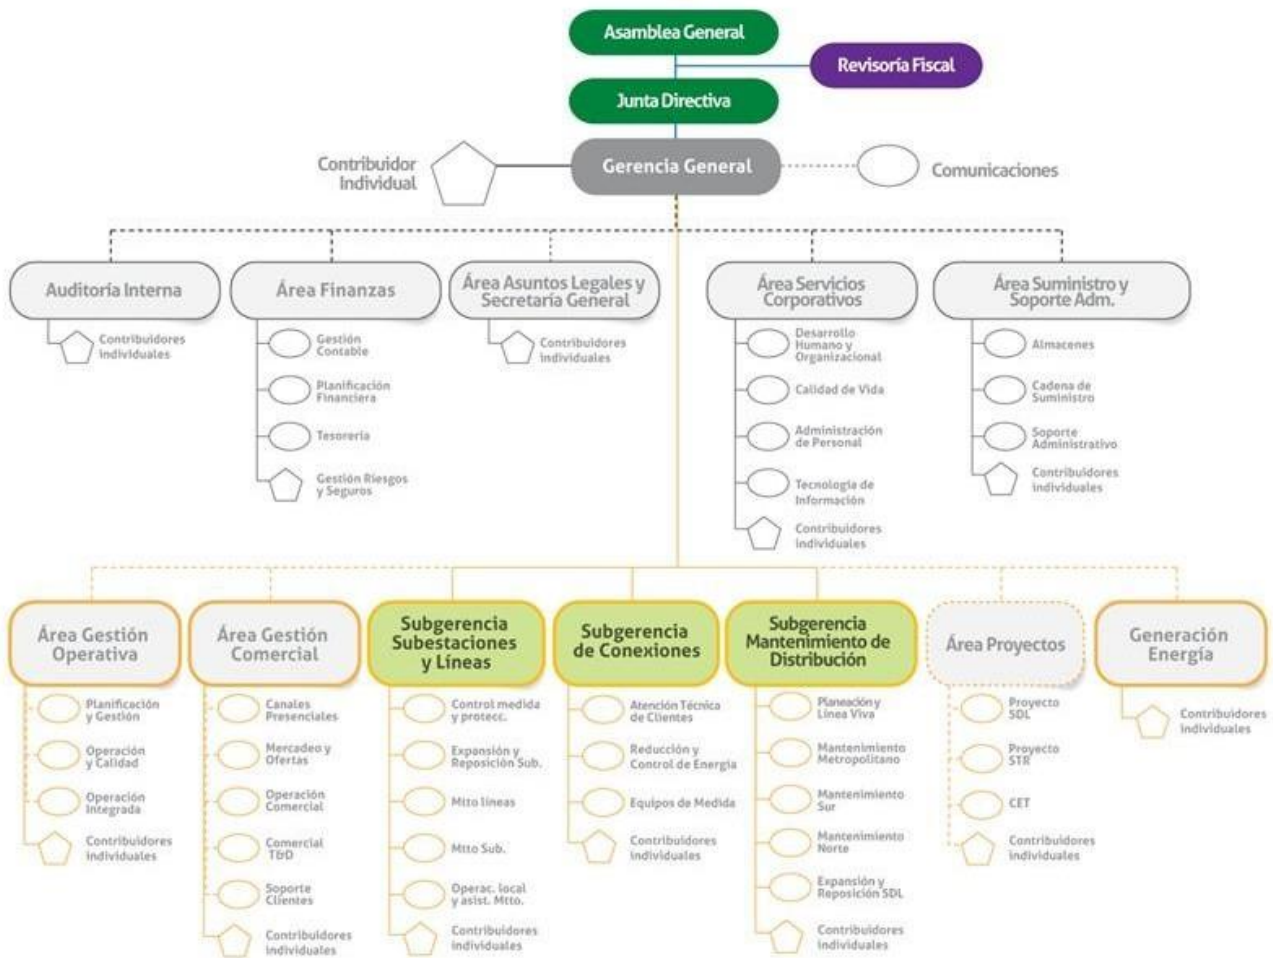 Asamblea General
Revisoría Fiscal
Junta Directiva
Contribuidor
Individual
Gerencia General
Comunicaciones
Auditoría Interna
Contribuidores
individuales
Área Finanzas
Gestión
Contable
Planificación
Financiera
Tesorería
Gestión Riesgos
y Seguros
Área Asuntos Legales y
Secretaría General
Contribuidores
individuales
Área Servicios
Corporativos
Desarrollo
Humano y
Organizacional
Calidad de Vida
Administración
de Personal
Tecnología de
Información
Contribuidores
individuales
Área Suministro y
Soporte Adm.
Almacenes
Cadena de
Suministro
Soporte
Administrativo
Contribuidores
individuales
Área Gestión
Operativa
Planificación
y Gestión
Operación
y Calidad
Operación
Integrada
Contribuidores
individuales
Área Gestión
Comercial
Canales
Presenciales
Mercadeo y
Ofertas
Operación
Comercial
Comercial
T&D
Soporte
Clientes
Contribuidores
individuales
Subgerencia
Subestaciones
y Líneas
Control medida
y protecc.
Expansión y
Reposición Sub.
Mtto líneas
Mtto Sub.
Operac. local
y asist. Mtto.
Contribuidores
individuales
Subgerencia
de Conexiones
Atención Técnica
de Clientes
Reducción y
Control de Energía
Equipos de Medida
Contribuidores
individuales
Subgerencia
Mantenimiento de
Distribución
Planeación y
Línea Viva
Mantenimiento
Metropolitano
Mantenimiento
Sur
Mantenimiento
Norte
Expansión y
Reposición SDL
Contribuidores
individuales
Área Proyectos
Proyecto
SDL
Proyecto
STR
CET
Contribuidores
individuales
Generación
Energía
Contribuidores
individuales